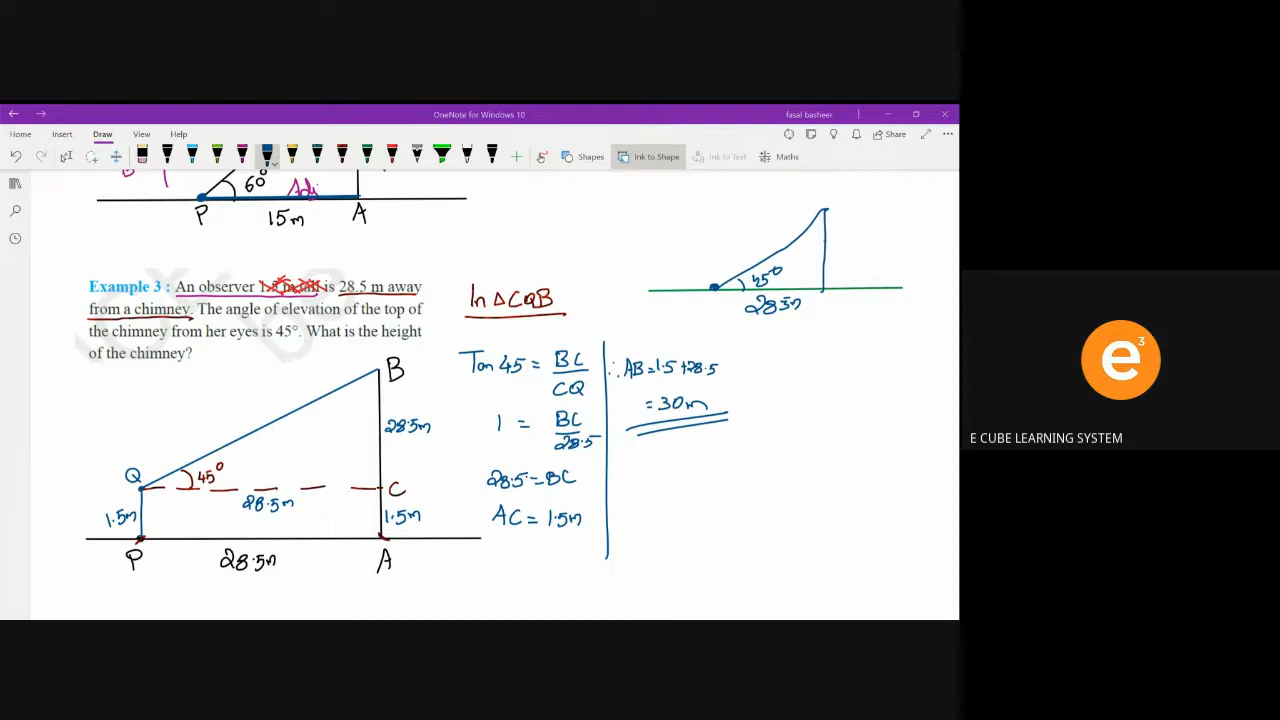 OneNote for Windows 10
fasal basheer
Home Insert Draw View Help
Share
Shapes Ink to Shape Ink to Text Maths
60°
Adj
P 15m A
Example 3 : An observer is 28.5 m away
from a chimney. The angle of elevation of the top of
the chimney from her eyes is 45°. What is the height
of the chimney?
B
28.5m
Q 45° C
28.5m
1.5m 1.5m
P 28.5m A
In △CQB
Tan 45 = BC
CQ
1 = BC
28.5
28.5 = BC
AC = 1.5m
∴ AB = 1.5 + 28.5
= 30m
45°
28.5m
e³
E CUBE LEARNING SYSTEM